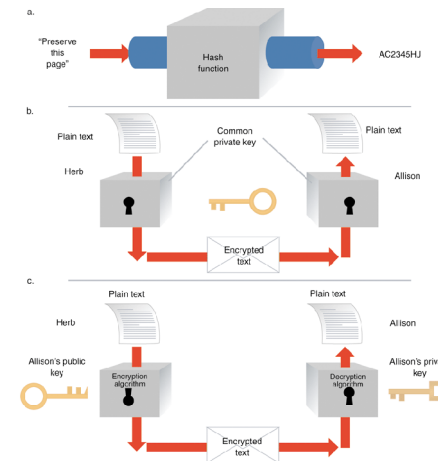 a.
"Preserve
this
page"
Hash
function
AC2345HJ
b.
Plain text
Common
private key
Plain text
Herb
Allison
Encrypted
text
c.
Plain text
Plain text
Herb
Allison
Allison's public
key
Encryption
algorithm
Decryption
algorithm
Allison's priv
key
Encrypted
text